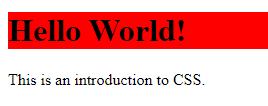 Hello World!
This is an introduction to CSS.